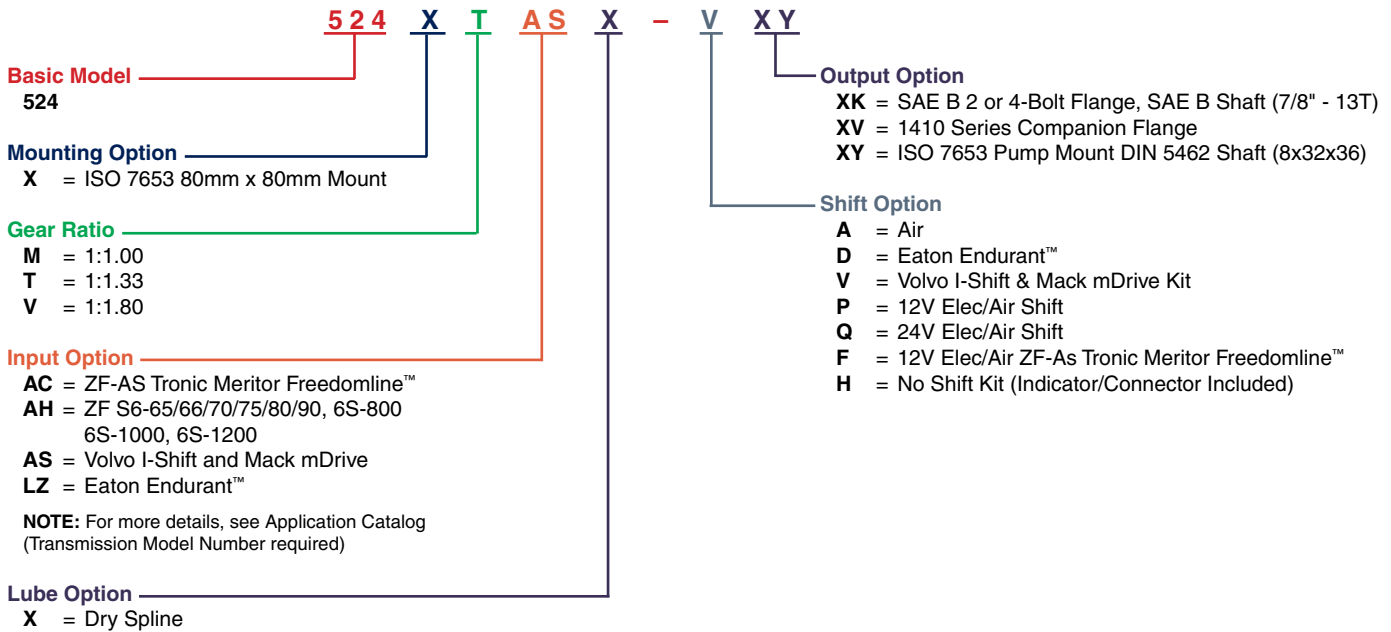 524 X T AS X – V XY
Basic Model
524
Mounting Option
X = ISO 7653 80mm x 80mm Mount
Gear Ratio
M = 1:1.00
T = 1:1.33
V = 1:1.80
Input Option
AC = ZF-AS Tronic Meritor Freedomline™
AH = ZF S6-65/66/70/75/80/90, 6S-800
6S-1000, 6S-1200
AS = Volvo I-Shift and Mack mDrive
LZ = Eaton Endurant™
NOTE: For more details, see Application Catalog
(Transmission Model Number required)
Lube Option
X = Dry Spline
Output Option
XK = SAE B 2 or 4-Bolt Flange, SAE B Shaft (7/8" - 13T)
XV = 1410 Series Companion Flange
XY = ISO 7653 Pump Mount DIN 5462 Shaft (8x32x36)
Shift Option
A = Air
D = Eaton Endurant™
V = Volvo I-Shift & Mack mDrive Kit
P = 12V Elec/Air Shift
Q = 24V Elec/Air Shift
F = 12V Elec/Air ZF-As Tronic Meritor Freedomline™
H = No Shift Kit (Indicator/Connector Included)